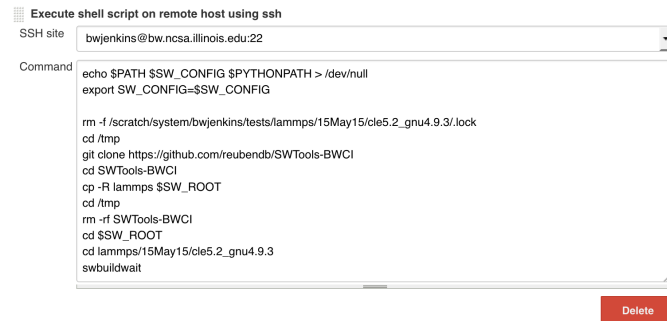 Execute shell script on remote host using ssh
SSH site
bwjenkins@bw.ncsa.illinois.edu:22
Command
echo $PATH $SW_CONFIG $PYTHONPATH > /dev/null
export SW_CONFIG=$SW_CONFIG
rm -f /scratch/system/bwjenkins/tests/lammps/15May15/cle5.2_gnu4.9.3/.lock
cd /tmp
git clone https://github.com/reubendb/SWTools-BWCI
cd SWTools-BWCI
cp -R lammps $SW_ROOT
cd /tmp
rm -rf SWTools-BWCI
cd $SW_ROOT
cd lammps/15May15/cle5.2_gnu4.9.3
swbuildwait
Delete